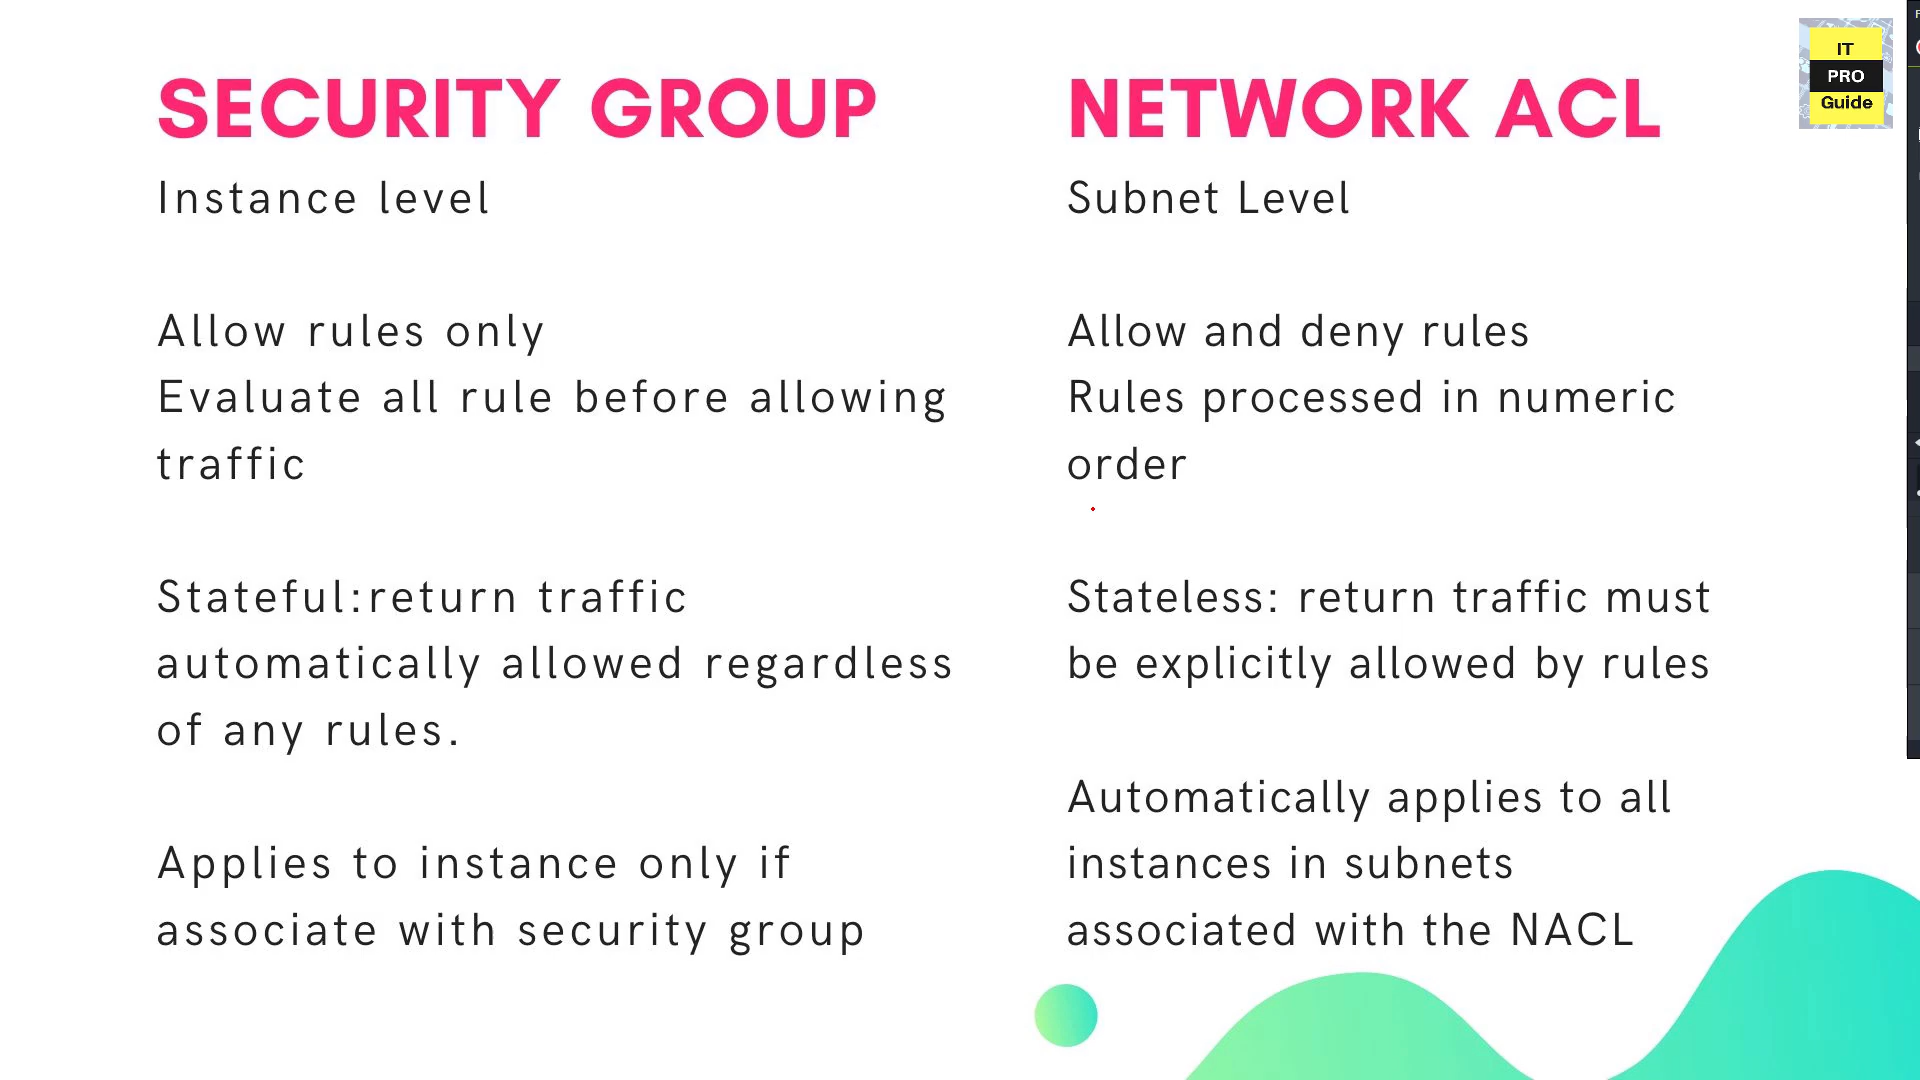 SECURITY GROUP
Instance level
Allow rules only
Evaluate all rule before allowing
traffic
Stateful:return traffic
automatically allowed regardless
of any rules.
Applies to instance only if
associate with security group
NETWORK ACL
Subnet Level
Allow and deny rules
Rules processed in numeric
order
Stateless: return traffic must
be explicitly allowed by rules
Automatically applies to all
instances in subnets
associated with the NACL
IT
PRO
Guide